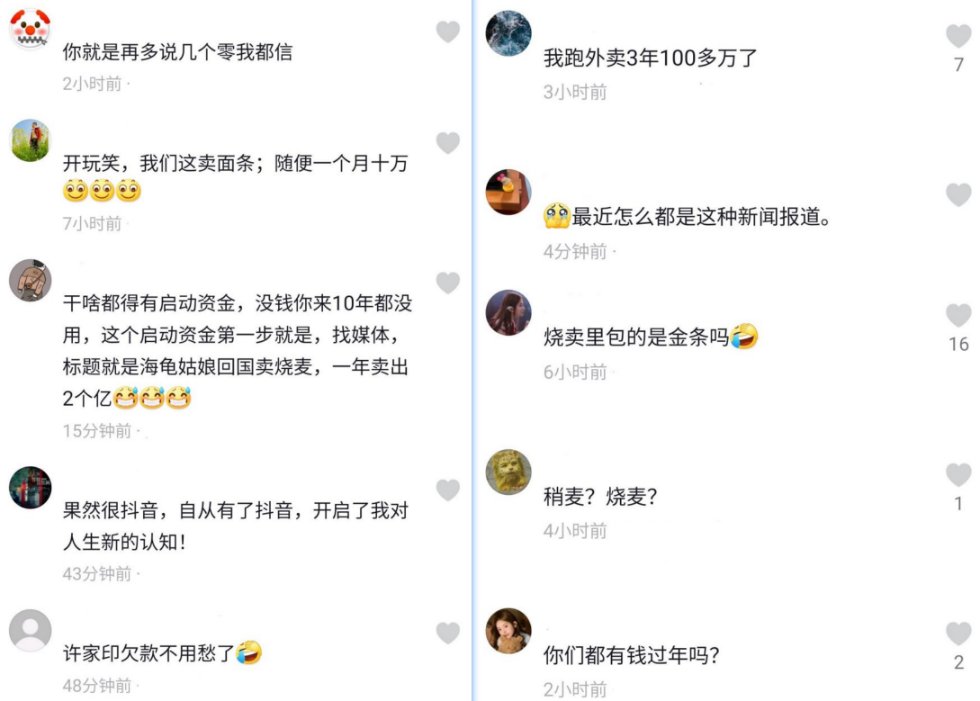 你就是再多说几个零我都信
2小时前 ·
开玩笑，我们这卖面条；随便一个月十万
7小时前
干啥都得有启动资金，没钱你来10年都没
用，这个启动资金第一步就是，找媒体，
标题就是海龟姑娘回国卖烧麦，一年卖出
2个亿
15分钟前 ·
果然很抖音，自从有了抖音，开启了我对
人生新的认知！
43分钟前 ·
许家印欠款不用愁了
48分钟前 ·
我跑外卖3年100多万了
7
3小时前
最近怎么都是这种新闻报道。
4分钟前 ·
烧卖里包的是金条吗
16
6小时前
稍麦？烧麦？
1
4小时前
你们都有钱过年吗？
2
2小时前